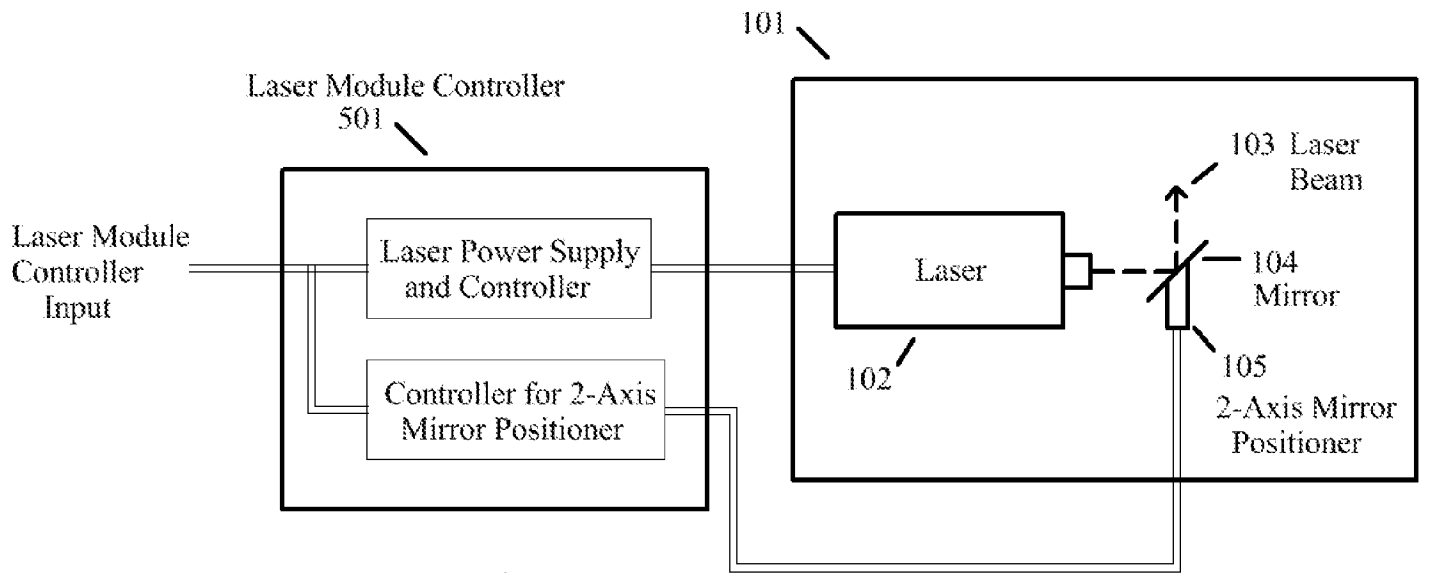 101
Laser Module Controller
501
103 Laser
Beam
Laser Module
Controller
Input
Laser Power Supply
and Controller
Laser
104
Mirror
102
105
2-Axis Mirror
Positioner
Controller for 2-Axis
Mirror Positioner